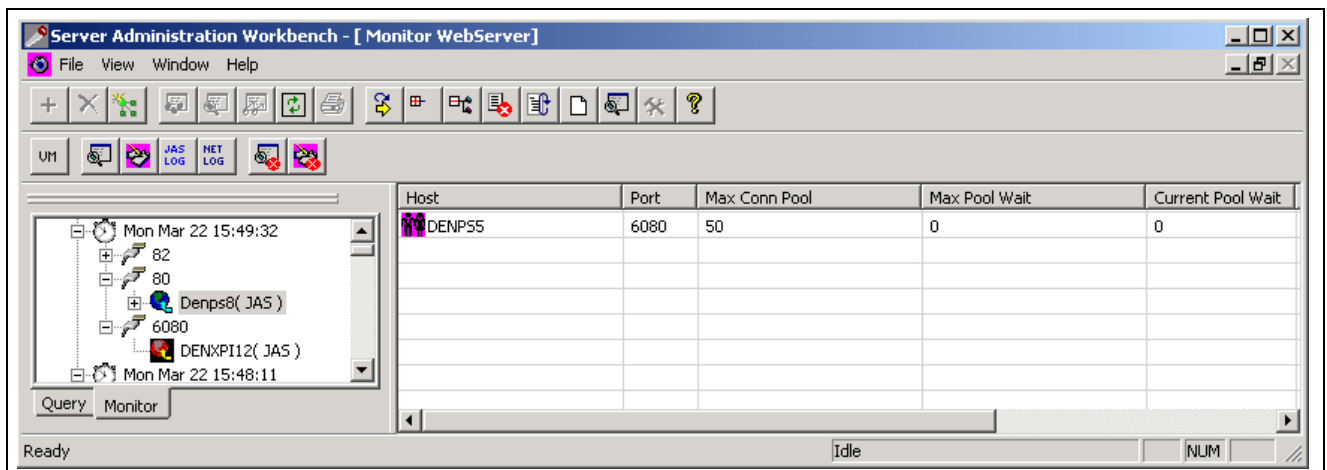 Server Administration Workbench - [ Monitor WebServer]
File View Window Help
VM JAS LOG NET LOG
Host Port Max Conn Pool Max Pool Wait Current Pool Wait
DENPS5 6080 50 0 0
Mon Mar 22 15:49:32
82
80
Denps8( JAS )
6080
DENXPI12( JAS )
Mon Mar 22 15:48:11
Query Monitor
Ready Idle NUM